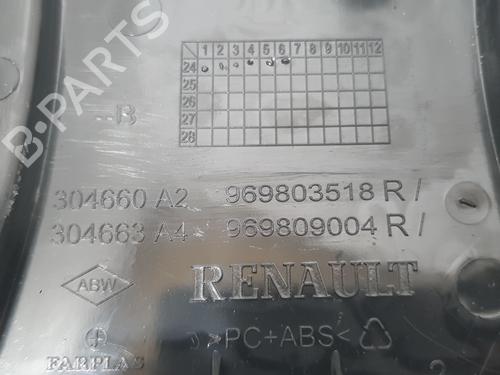 1 2 3 4 5 6 7 8 9 10 11 12
24
25
26
27
28
B
304660 A2 969803518 R /
304663 A4 969809004 R /
ABW
RENAULT
>PC+ABS<
FARPLAS
B-PARTS